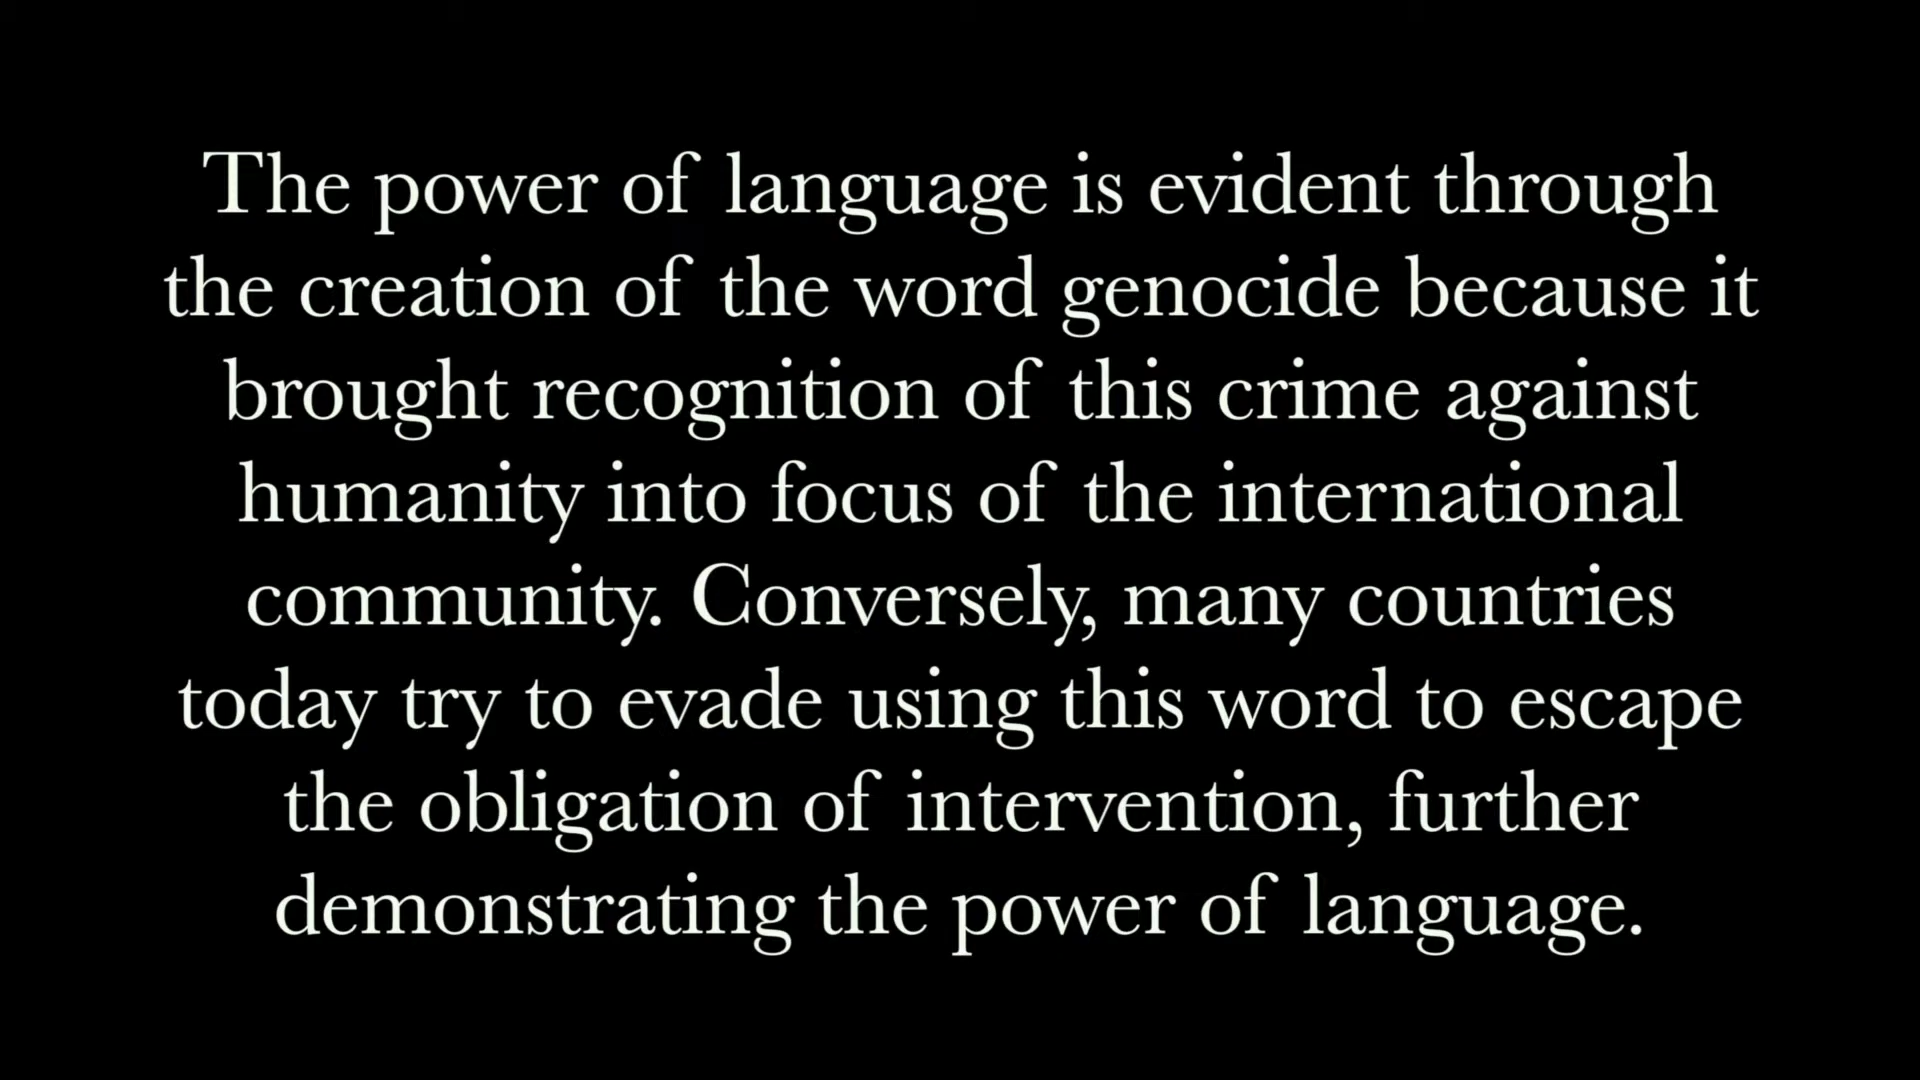 The power of language is evident through
the creation of the word genocide because it
brought recognition of this crime against
humanity into focus of the international
community. Conversely, many countries
today try to evade using this word to escape
the obligation of intervention, further
demonstrating the power of language.